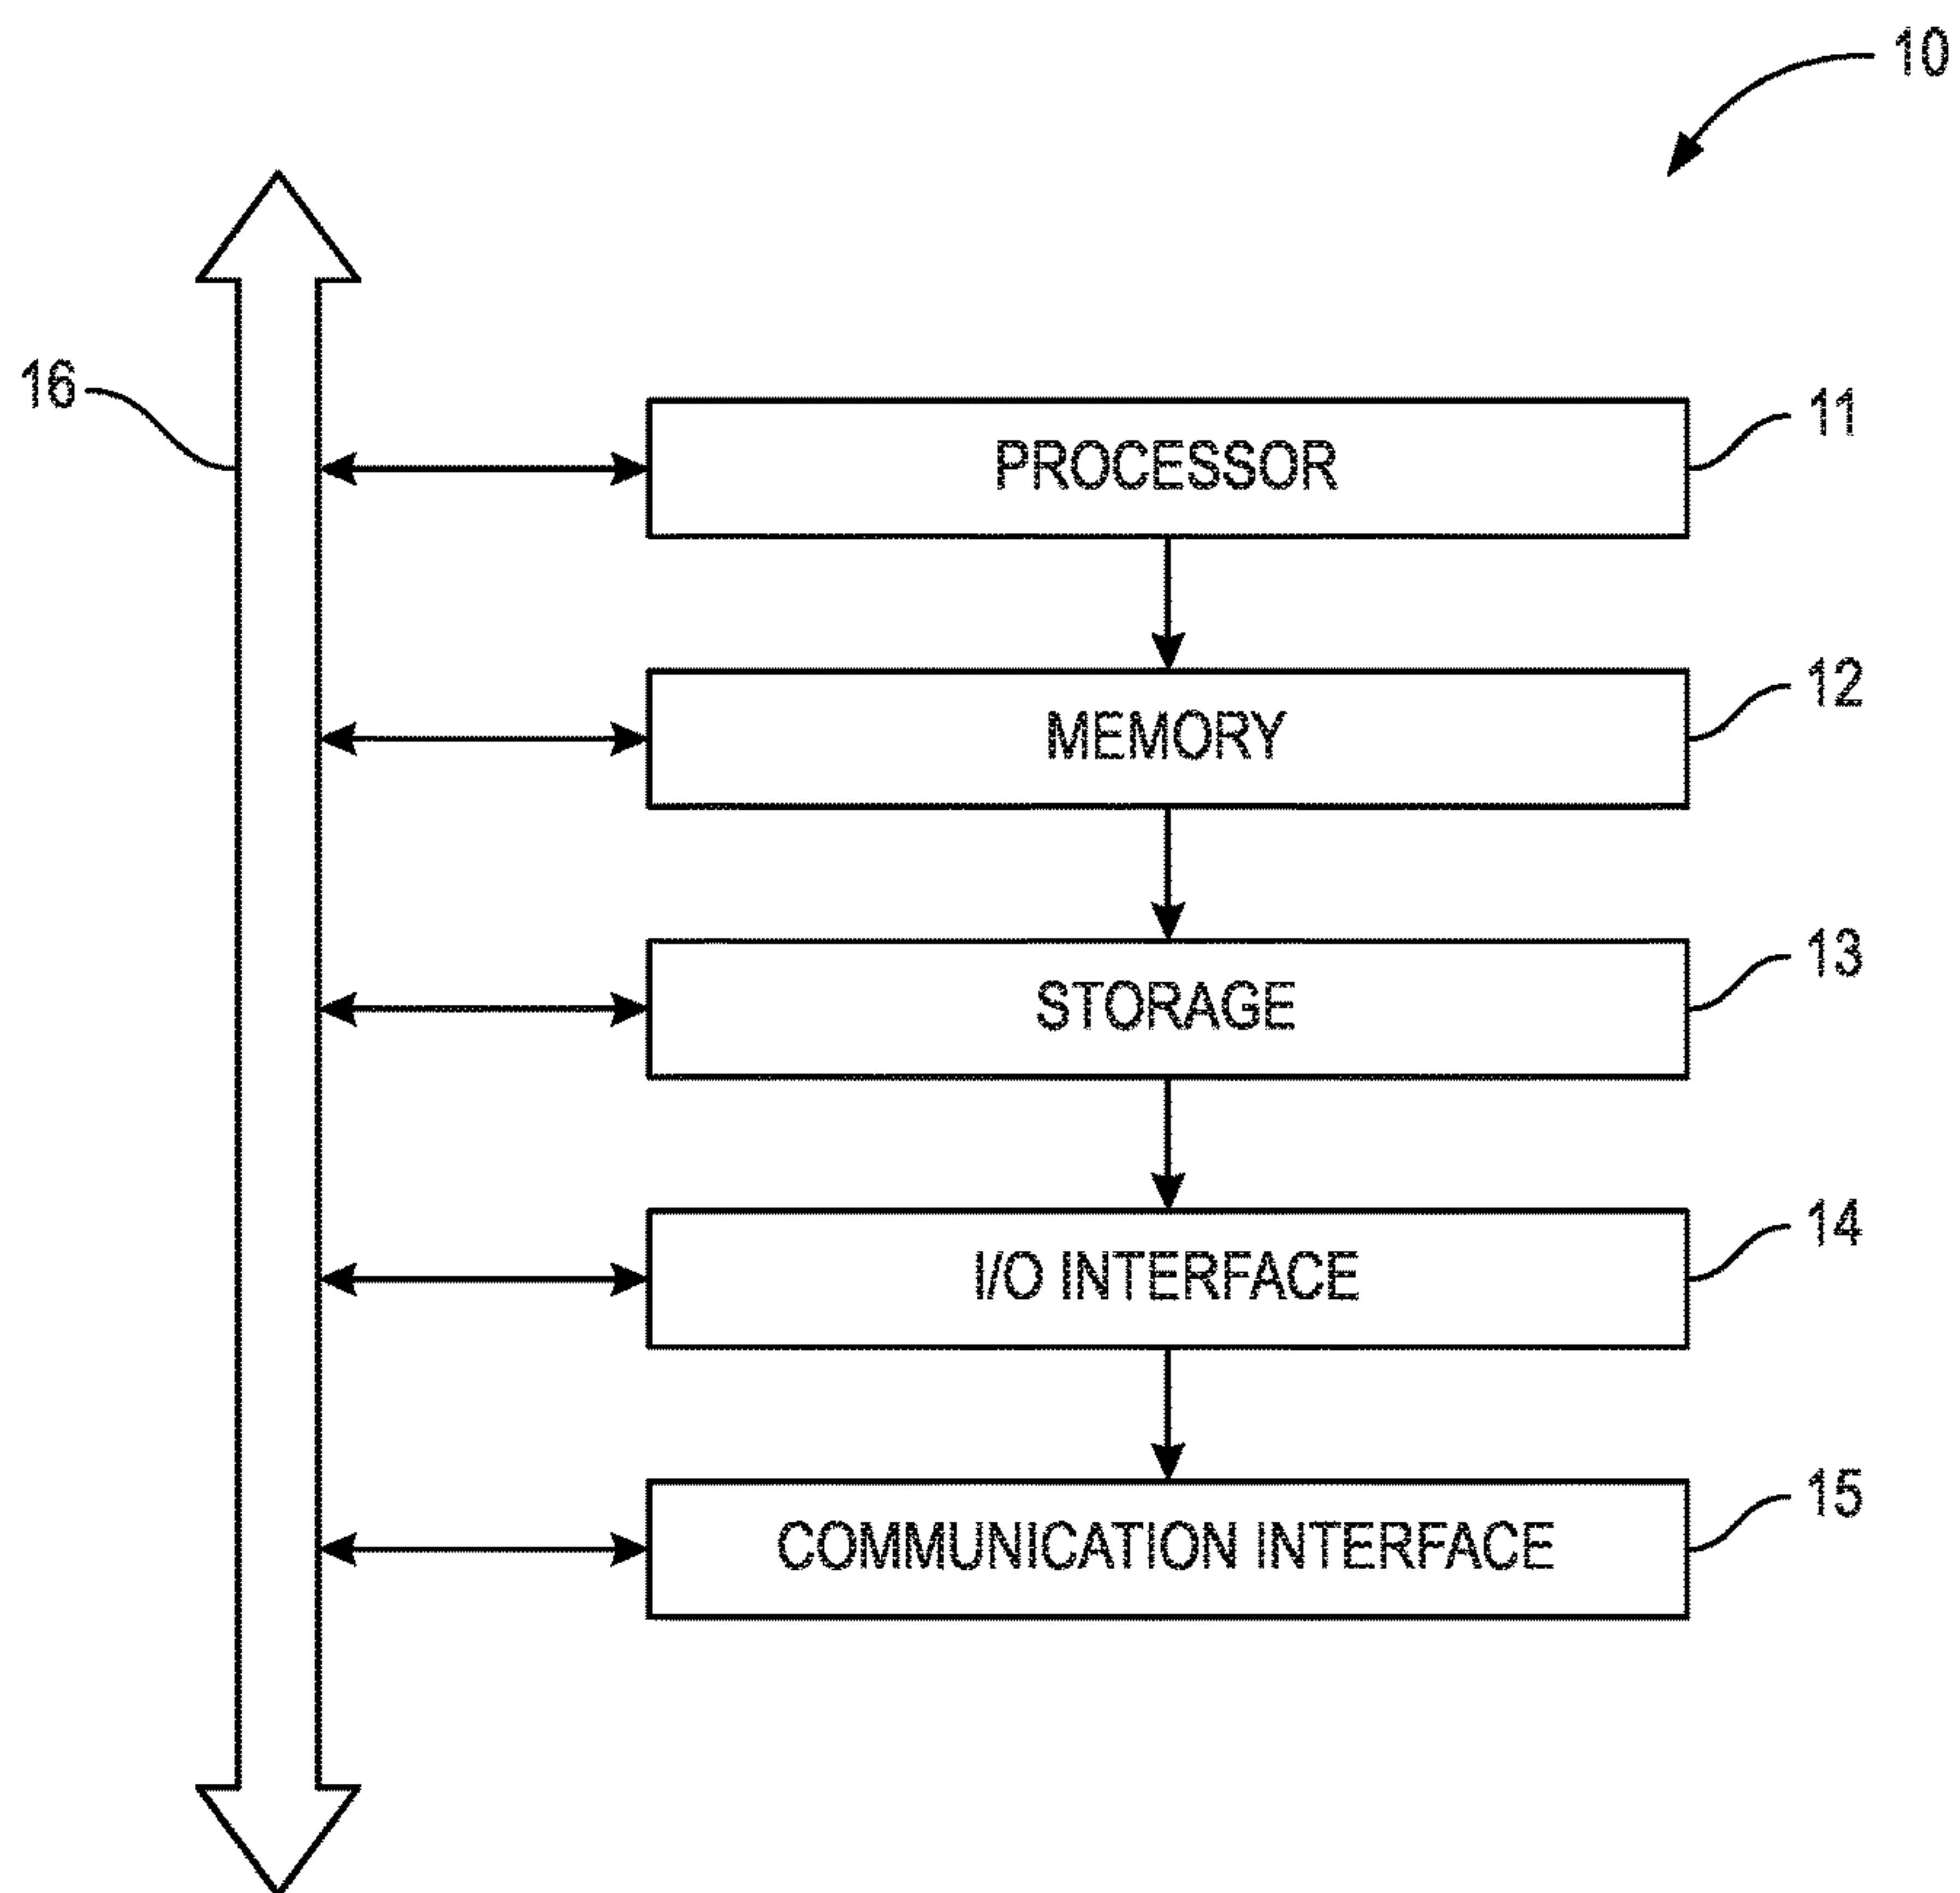 10
16
PROCESSOR
11
MEMORY
12
STORAGE
13
I/O INTERFACE
14
COMMUNICATION INTERFACE
15